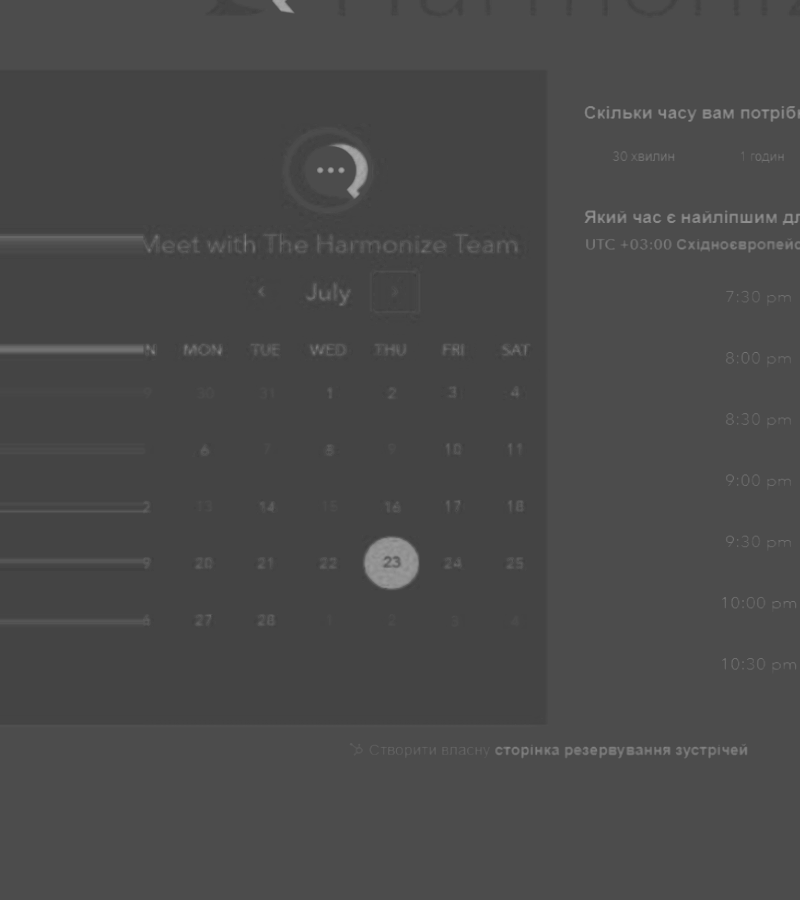 Harmoniz
Meet with The Harmonize Team
July
N MON TUE WED THU FRI SAT
30 31 1 2 3 4
6 7 8 9 10 11
2 13 14 15 16 17 18
9 20 21 22 23 24 25
6 27 28 1 2 3 4
Скільки часу вам потріб
30 хвилин 1 годин
Який час є найліпшим дл
UTC +03:00 Східноєвропейс
7:30 pm
8:00 pm
8:30 pm
9:00 pm
9:30 pm
10:00 pm
10:30 pm
Створити власну сторінка резервування зустрічей